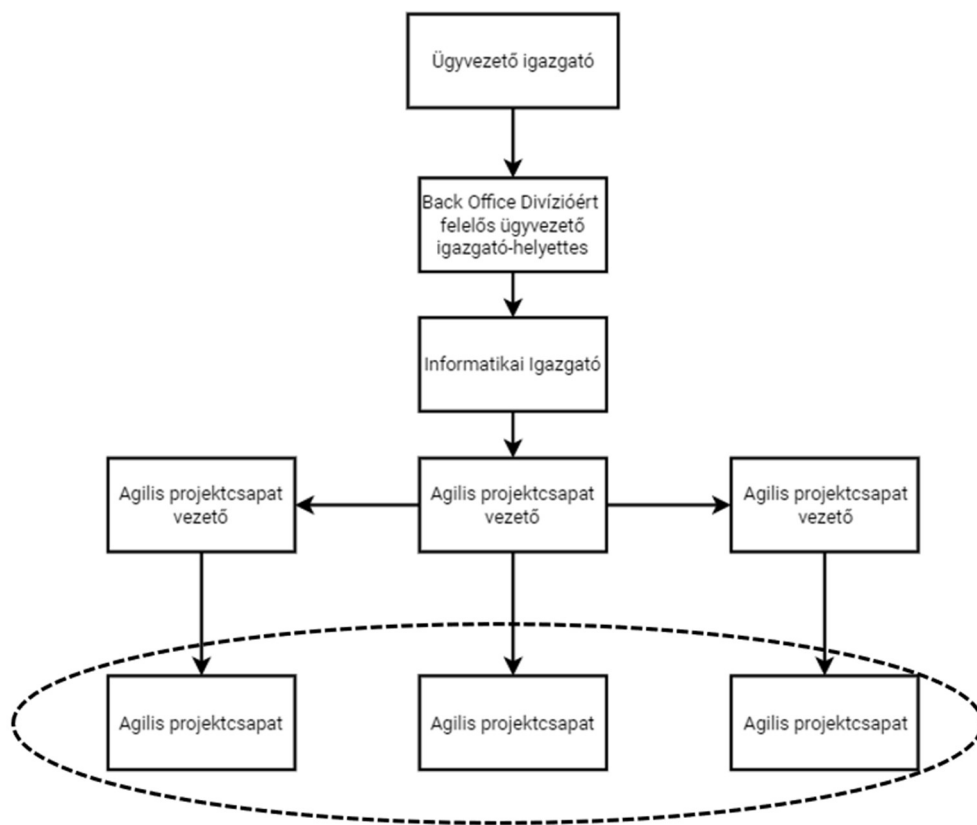 Ügyvezető igazgató
Back Office Divízióért
felelős ügyvezető
igazgató-helyettes
Informatikai Igazgató
Agilis projektcsapat
vezető
Agilis projektcsapat
vezető
Agilis projektcsapat
vezető
Agilis projektcsapat
Agilis projektcsapat
Agilis projektcsapat